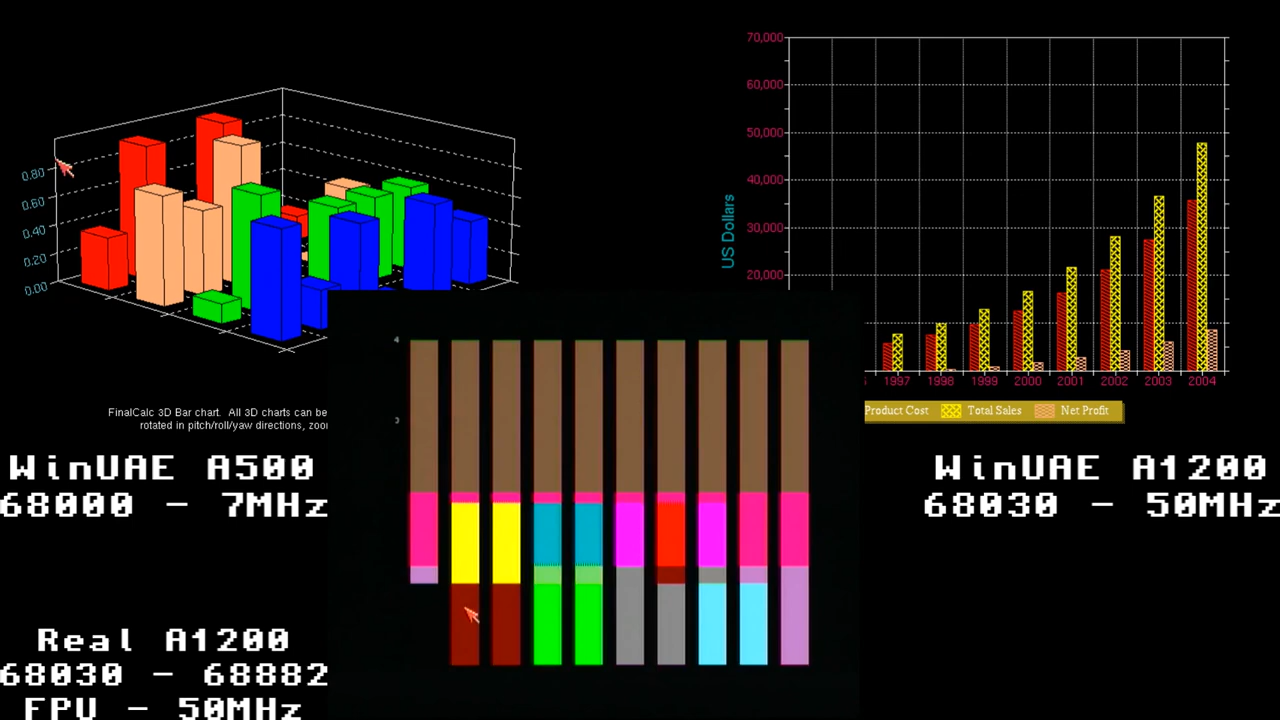 0.80
0.60
0.40
0.20
0.00
FinalCalc 3D Bar chart. All 3D charts can be
rotated in pitch/roll/yaw directions, zoo
70,000
60,000
50,000
40,000
30,000
20,000
US Dollars
1997 1998 1999 2000 2001 2002 2003 2004
Product Cost Total Sales Net Profit
4
3
WinUAE A500
68000 - 7MHz
WinUAE A1200
68030 - 50MHz
Real A1200
68030 - 68882
FPU - 50MHz